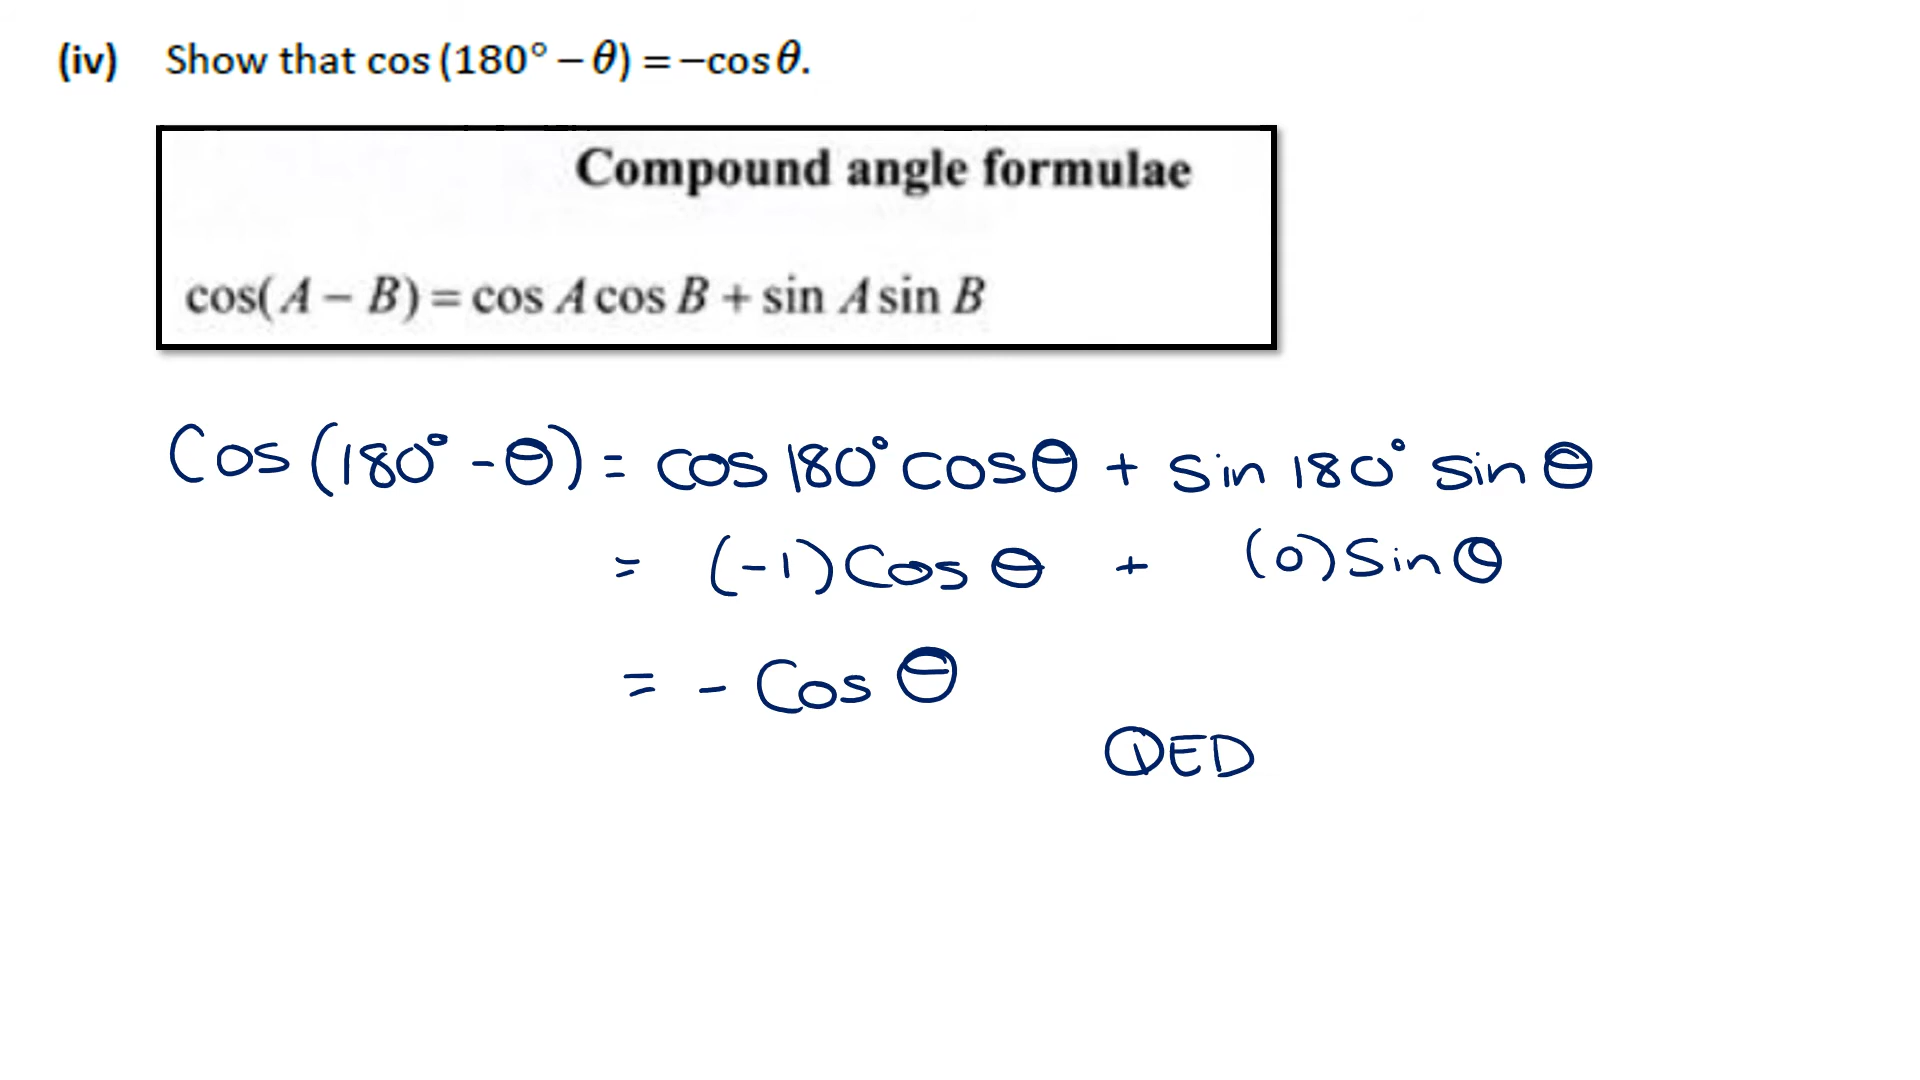 (iv) Show that cos (180° – θ) = –cos θ.
Compound angle formulae
cos(A − B) = cos A cos B + sin A sin B
Cos (180° - θ) = cos 180° cos θ + sin 180° sin θ
= (-1) Cos θ + (0) Sin θ
= - Cos θ
QED